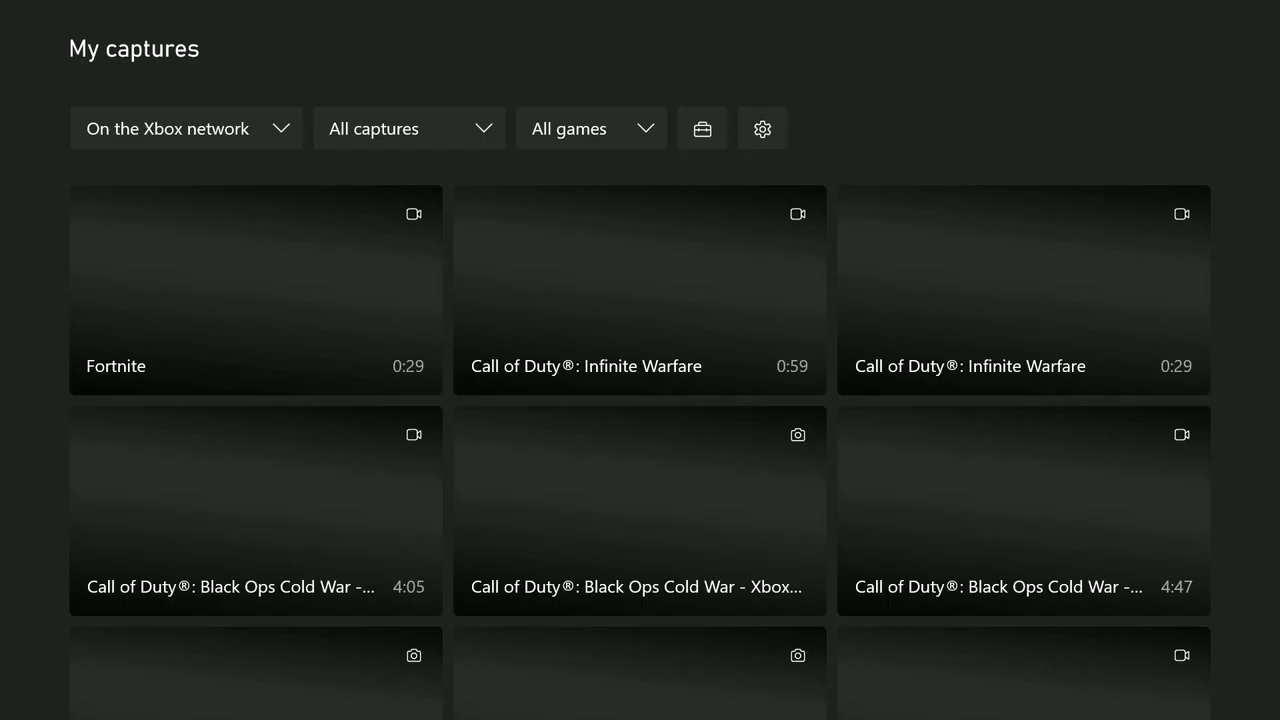 My captures
On the Xbox network
All captures
All games
Fortnite 0:29
Call of Duty®: Infinite Warfare 0:59
Call of Duty®: Infinite Warfare 0:29
Call of Duty®: Black Ops Cold War -... 4:05
Call of Duty®: Black Ops Cold War - Xbox...
Call of Duty®: Black Ops Cold War -... 4:47